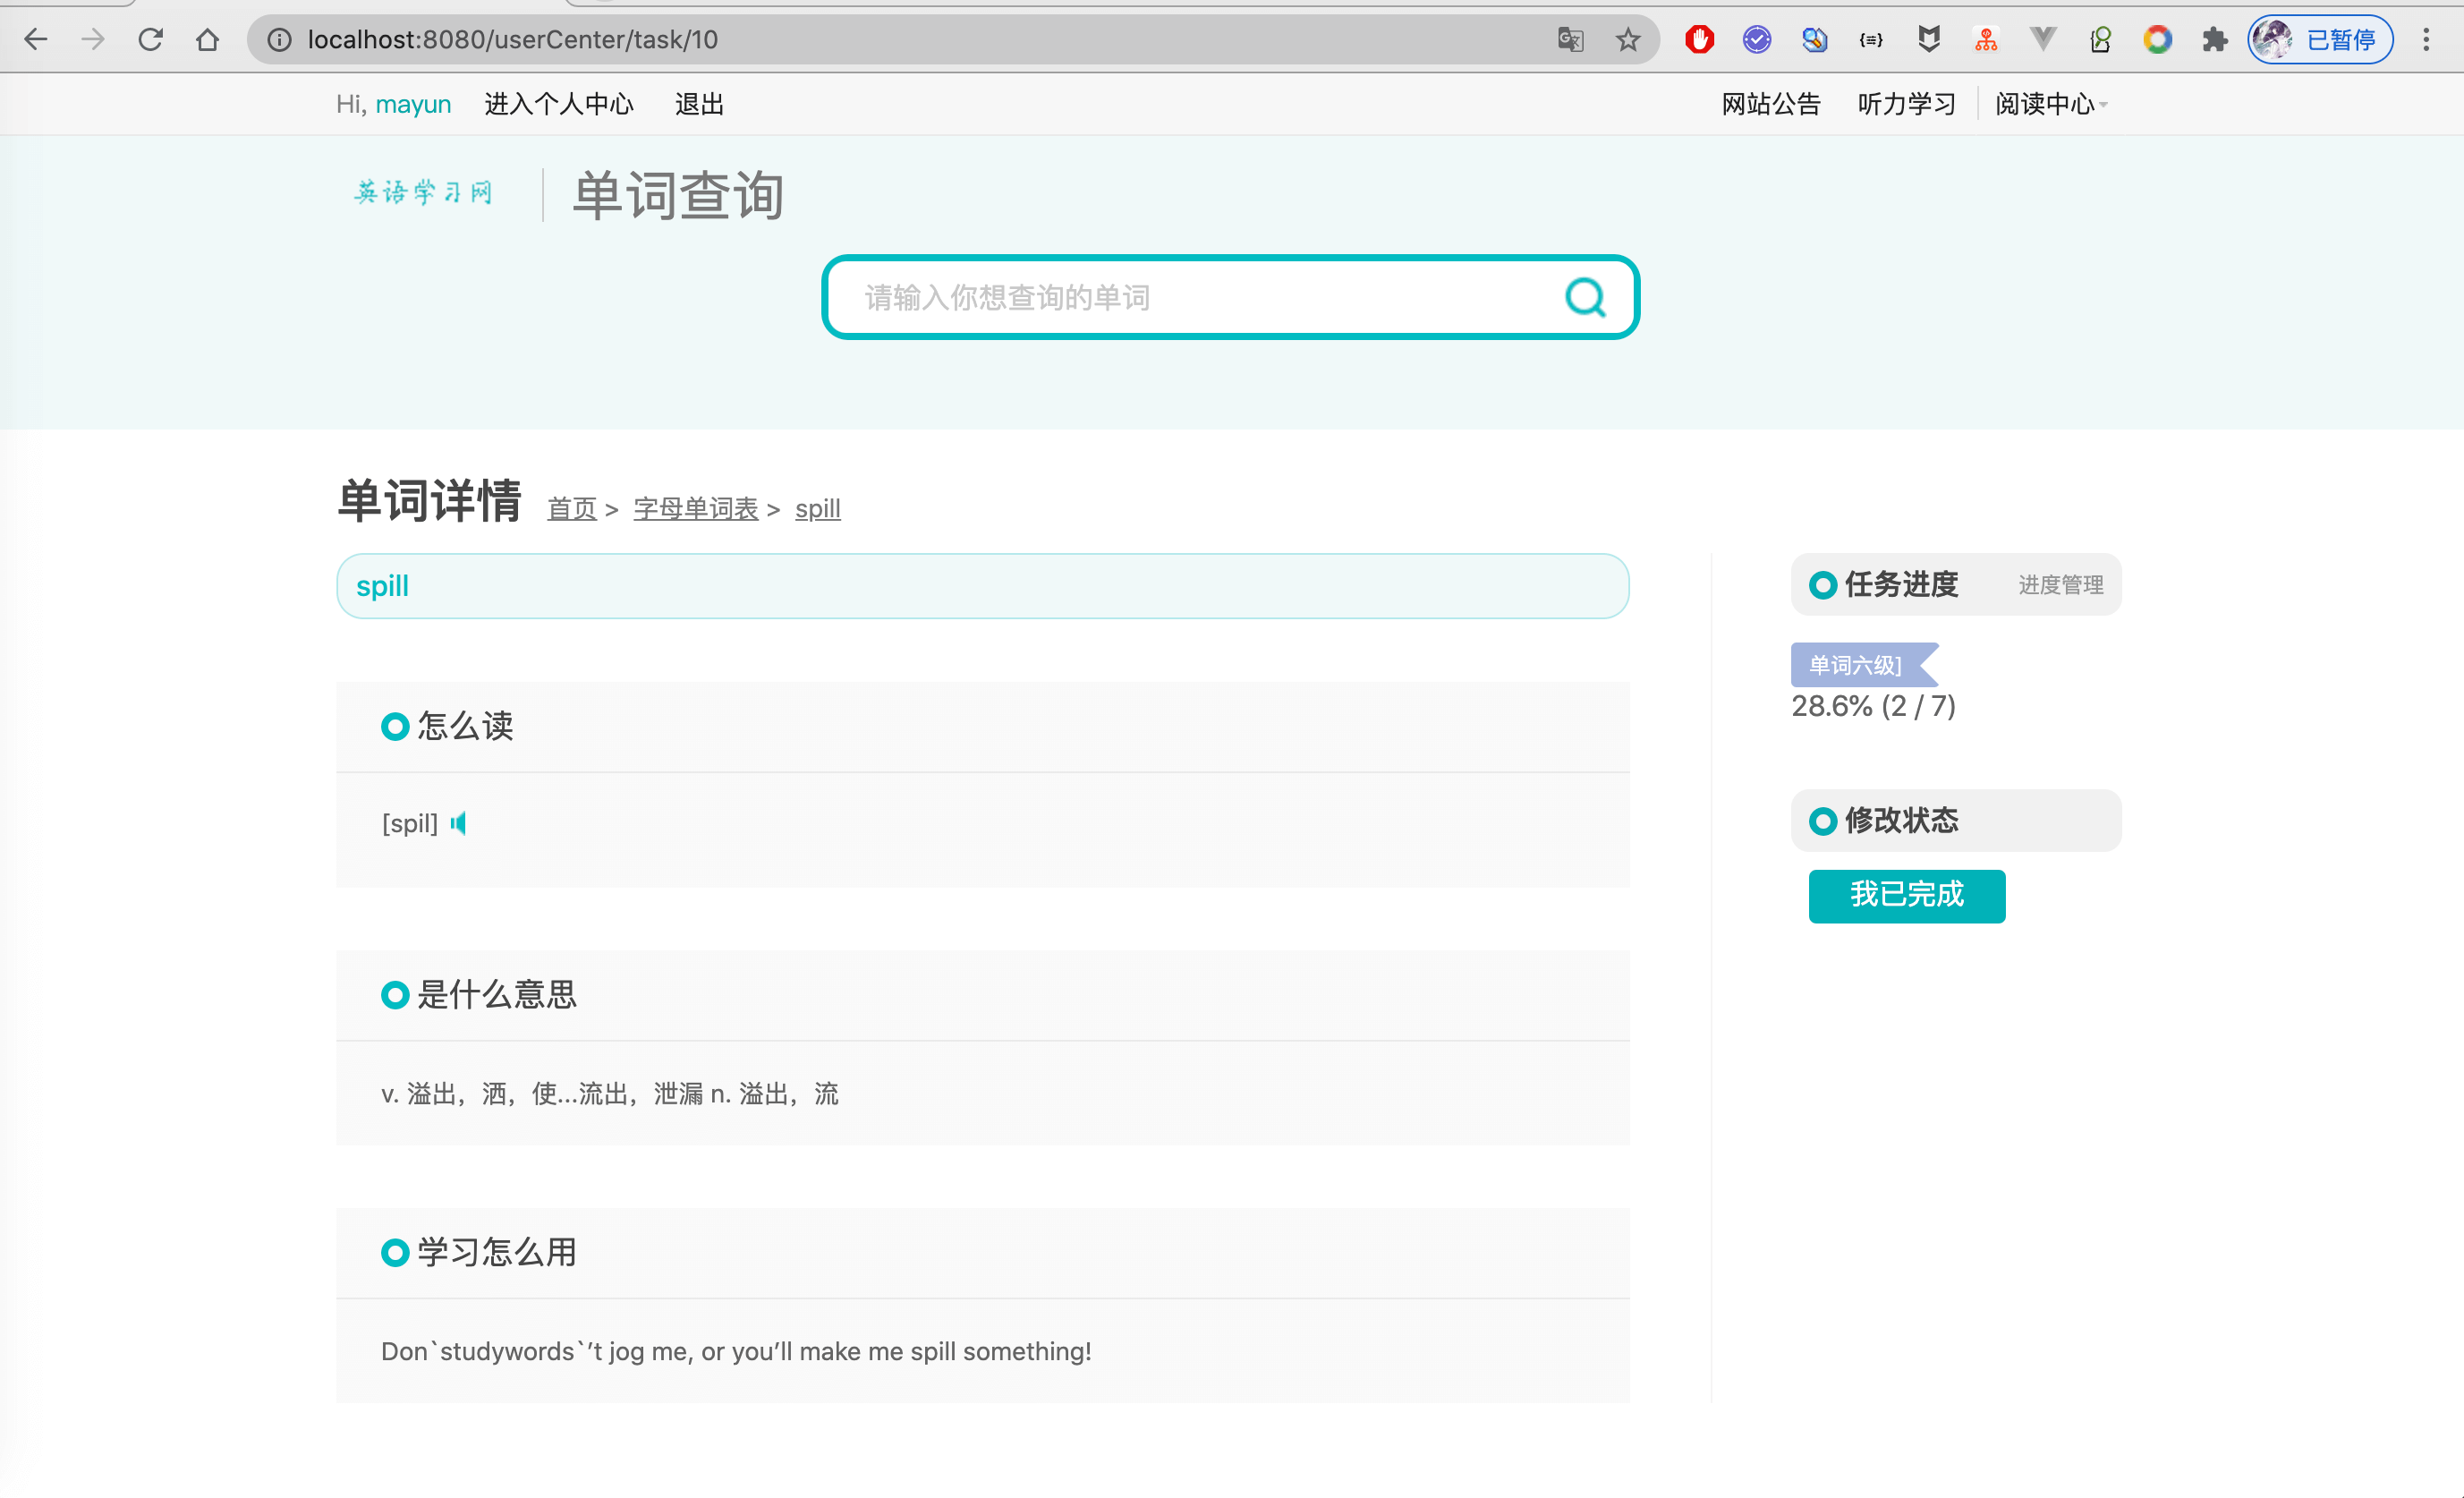 localhost:8080/userCenter/task/10
已暂停
Hi, mayun 进入个人中心 退出
网站公告 听力学习 阅读中心
英语学习网 单词查询
请输入你想查询的单词
单词详情 首页 > 字母单词表 > spill
spill
任务进度 进度管理
单词六级]
28.6% (2 / 7)
怎么读
[spil]
修改状态
我已完成
是什么意思
v. 溢出，洒，使...流出，泄漏 n. 溢出，流
学习怎么用
Don`studywords`’t jog me, or you’ll make me spill something!